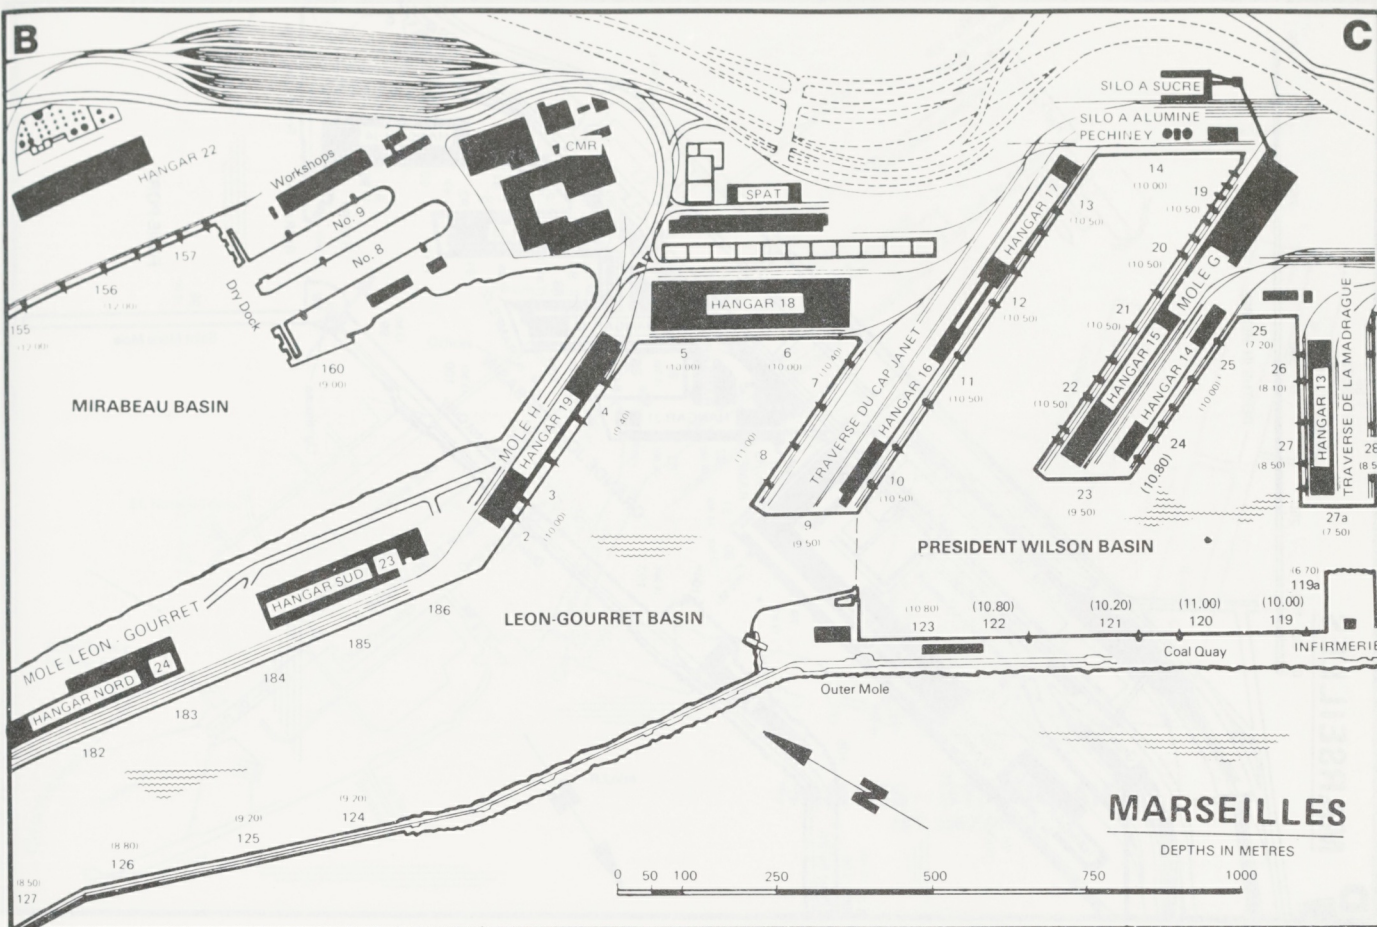 B
C
SILO A SUCRE
SILO A ALUMINE
PECHINEY
HANGAR 22
Workshops
CMR
No. 9
No. 8
Dry Dock
SPAT
HANGAR 18
HANGAR 17
14
(10.00)
13
(10.50)
19
(10.50)
20
(10.50)
21
(10.50)
22
(10.50)
MOLE G
HANGAR 15
HANGAR 14
12
(10.50)
11
(10.50)
10
(10.50)
HANGAR 16
TRAVERSE DU CAP JANET
157
156
(12.00)
155
(12.00)
160
(9.00)
MIRABEAU BASIN
MOLE H
HANGAR 19
5
(10.00)
6
(10.00)
7
(10.40)
8
(11.00)
9
(9.50)
4
(9.40)
3
2
(10.00)
25
(7.20)
25
(10.00)
24
(10.80)
23
(9.50)
26
(8.10)
27
(8.50)
HANGAR 13
TRAVERSE DE LA MADRAGUE
28
27a
(7.50)
PRESIDENT WILSON BASIN
LEON-GOURRET BASIN
HANGAR SUD 23
MOLE LEON-GOURRET
HANGAR NORD 24
186
185
184
183
182
(10.80)
123
(10.80)
122
(10.20)
121
(11.00)
120
(10.00)
119
(6.70)
119a
Coal Quay
INFIRMERIE
Outer Mole
(9.20)
124
(9.20)
125
(8.80)
126
(8.50)
127
N
MARSEILLES
DEPTHS IN METRES
0 50 100 250 500 750 1000